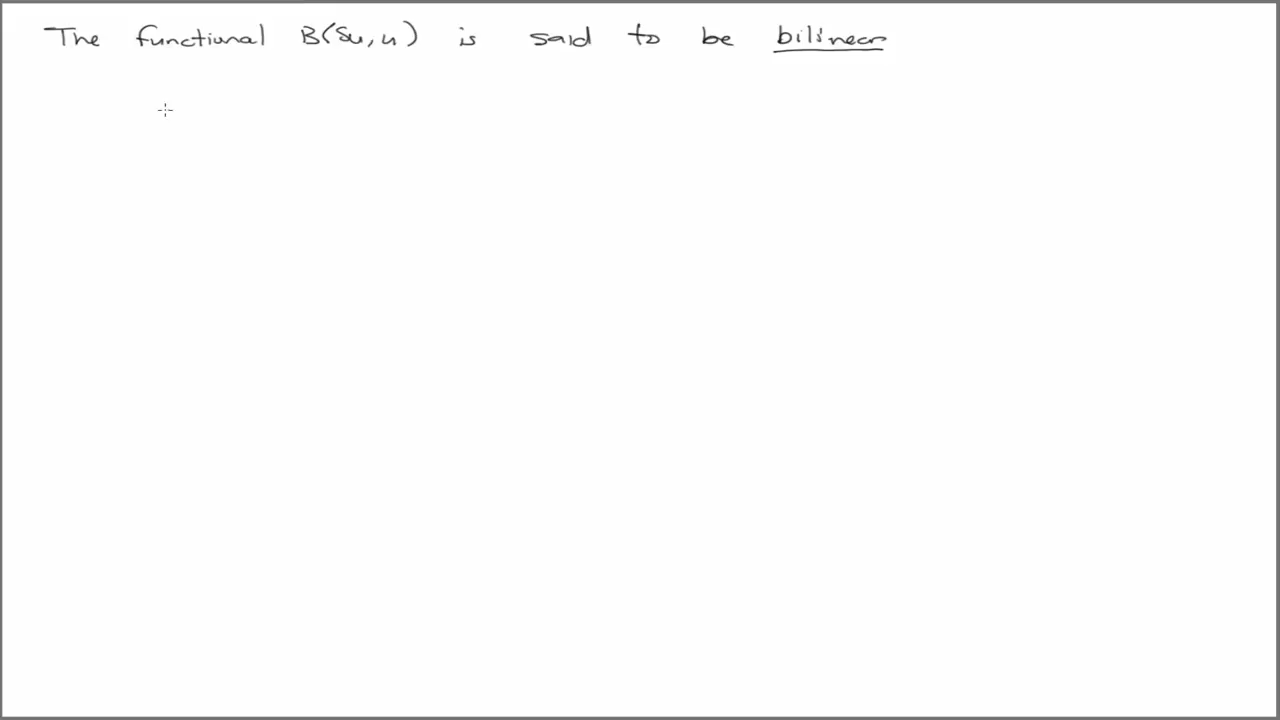 The functional B(δu, u) is said to be bilinear